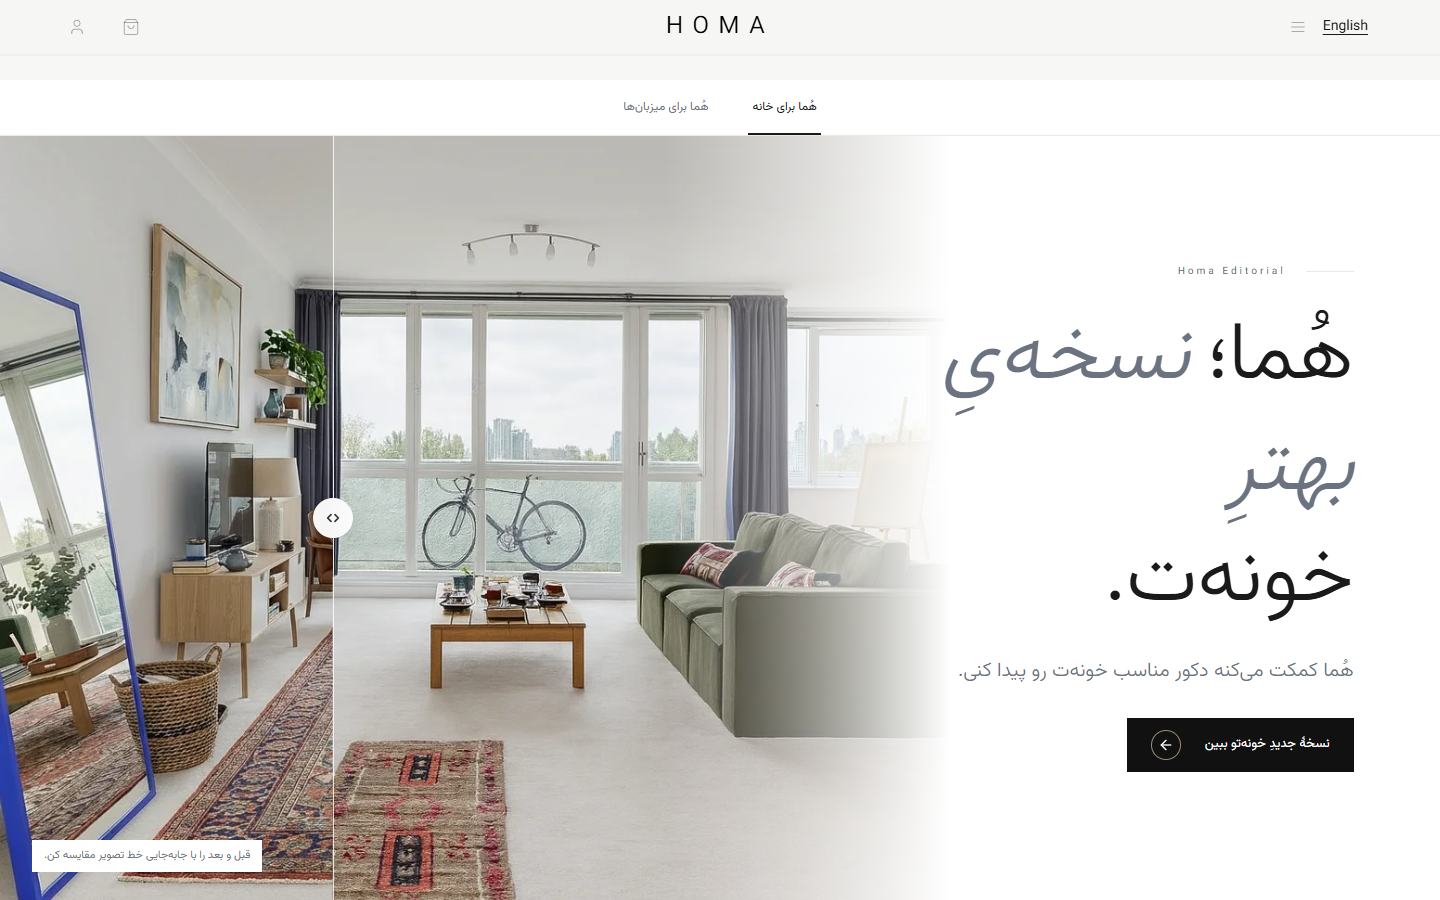 HOMA
English
هُما برای خانه
هُما برای میزبان‌ها
Homa Editorial
هُما؛ نسخه‌یِ
بهترِ
خونه‌ت.
هُما کمکت می‌کنه دکور مناسب خونه‌ت رو پیدا کنی.
نسخهٔ جدیدِ خونه‌تو ببین
قبل و بعد را با جابه‌جایی خط تصویر مقایسه کن.